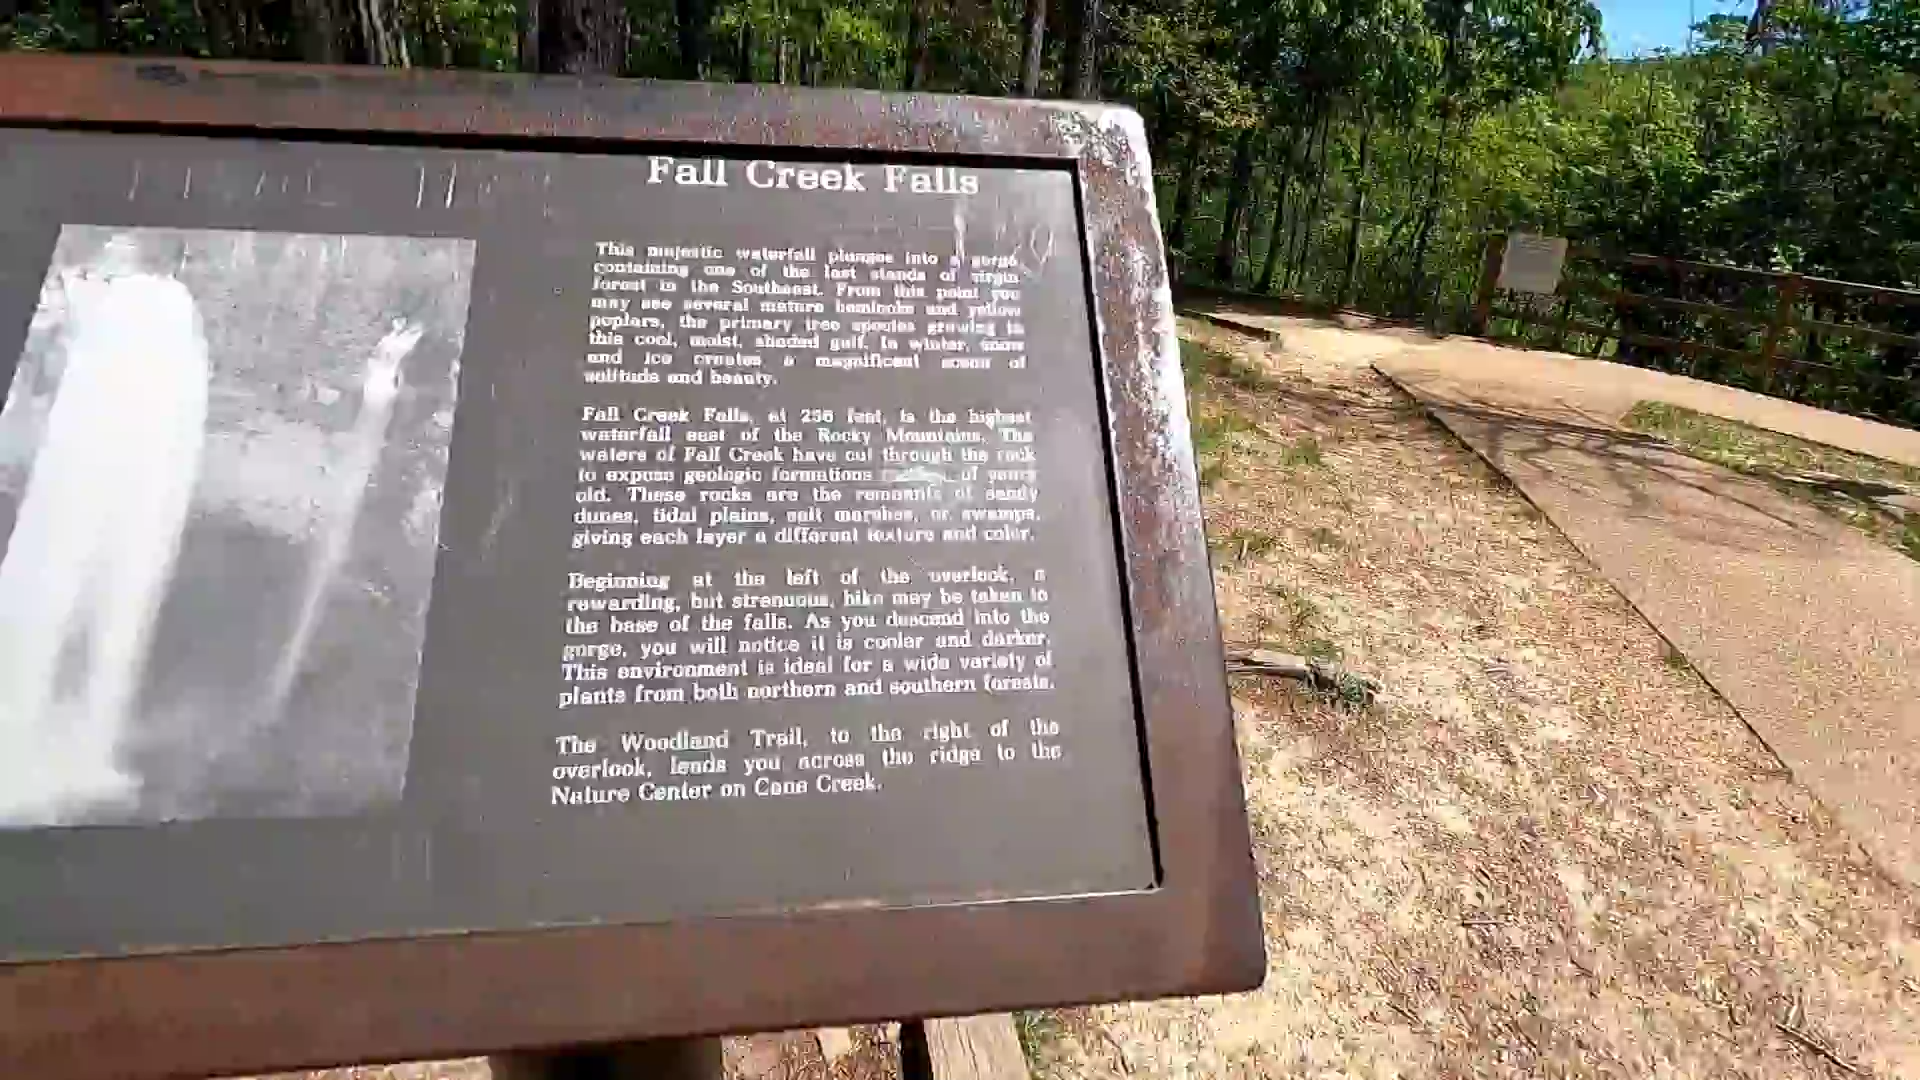 Fall Creek Falls
This majestic waterfall plunges into a gorge
containing one of the last stands of virgin
forest in the Southeast. From this point you
may see several mature hemlocks and yellow
poplars, the primary tree species growing in
this cool, moist, shaded gulf. In winter, snow
and ice creates a magnificent scene of
solitude and beauty.
Fall Creek Falls, at 256 feet, is the highest
waterfall east of the Rocky Mountains. The
waters of Fall Creek have cut through the rock
to expose geologic formations of years
old. These rocks are the remnants of sandy
dunes, tidal plains, salt marshes, or swamps,
giving each layer a different texture and color.
Beginning at the left of the overlook, a
rewarding, but strenuous, hike may be taken to
the base of the falls. As you descend into the
gorge, you will notice it is cooler and darker.
This environment is ideal for a wide variety of
plants from both northern and southern forests.
The Woodland Trail, to the right of the
overlook, leads you across the ridge to the
Nature Center on Cane Creek.